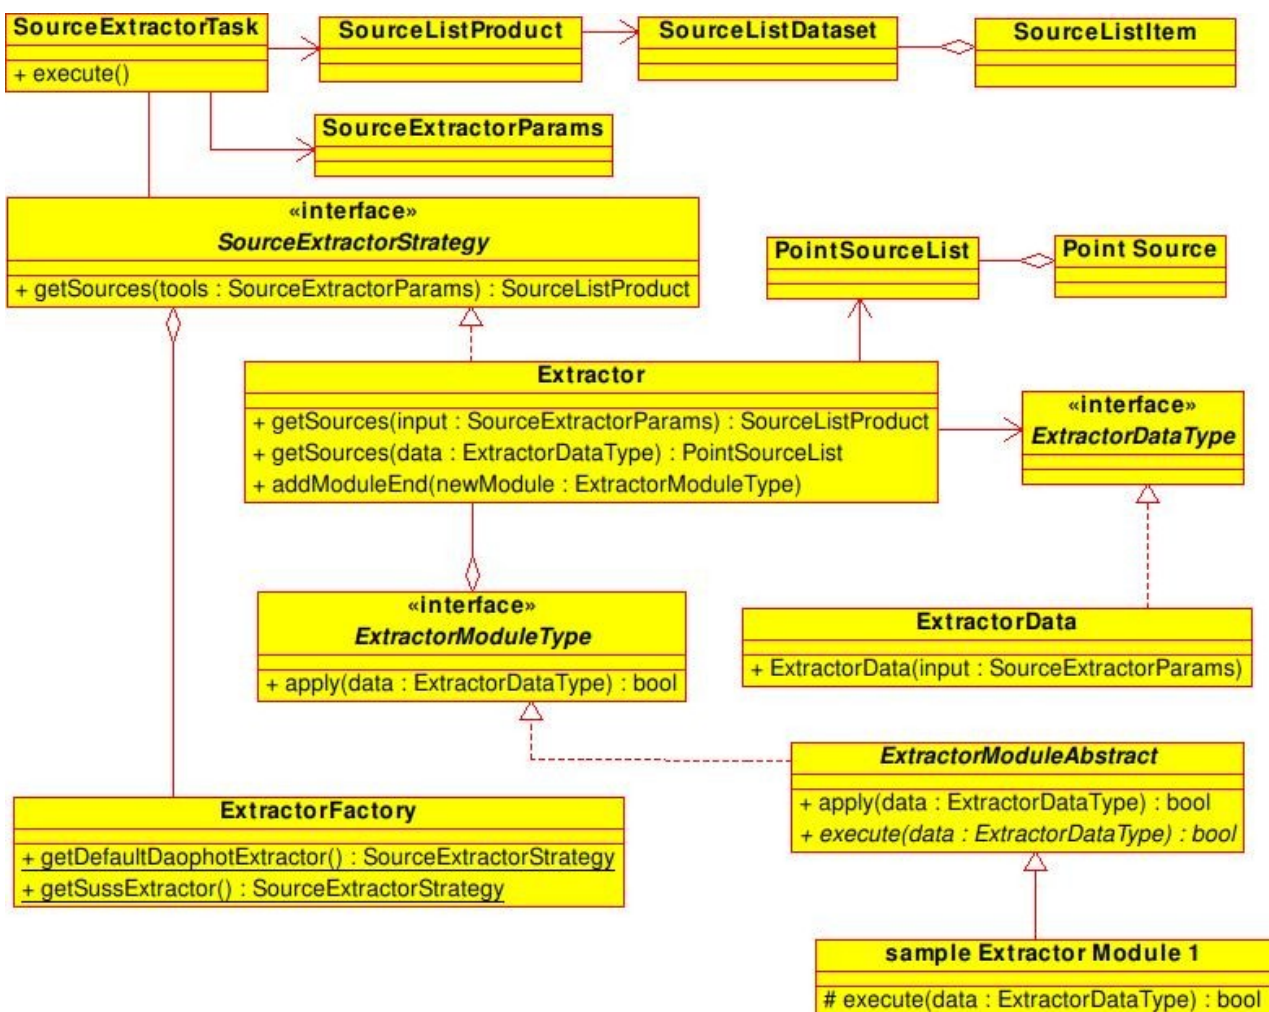 SourceExtractorTask
+ execute()
SourceListProduct
SourceListDataset
SourceListItem
SourceExtractorParams
«interface»
SourceExtractorStrategy
+ getSources(tools : SourceExtractorParams) : SourceListProduct
PointSourceList
Point Source
Extractor
+ getSources(input : SourceExtractorParams) : SourceListProduct
+ getSources(data : ExtractorDataType) : PointSourceList
+ addModuleEnd(newModule : ExtractorModuleType)
«interface»
ExtractorDataType
«interface»
ExtractorModuleType
+ apply(data : ExtractorDataType) : bool
ExtractorData
+ ExtractorData(input : SourceExtractorParams)
ExtractorModuleAbstract
+ apply(data : ExtractorDataType) : bool
+ execute(data : ExtractorDataType) : bool
ExtractorFactory
+ getDefaultDaophotExtractor() : SourceExtractorStrategy
+ getSussExtractor() : SourceExtractorStrategy
sample Extractor Module 1
# execute(data : ExtractorDataType) : bool